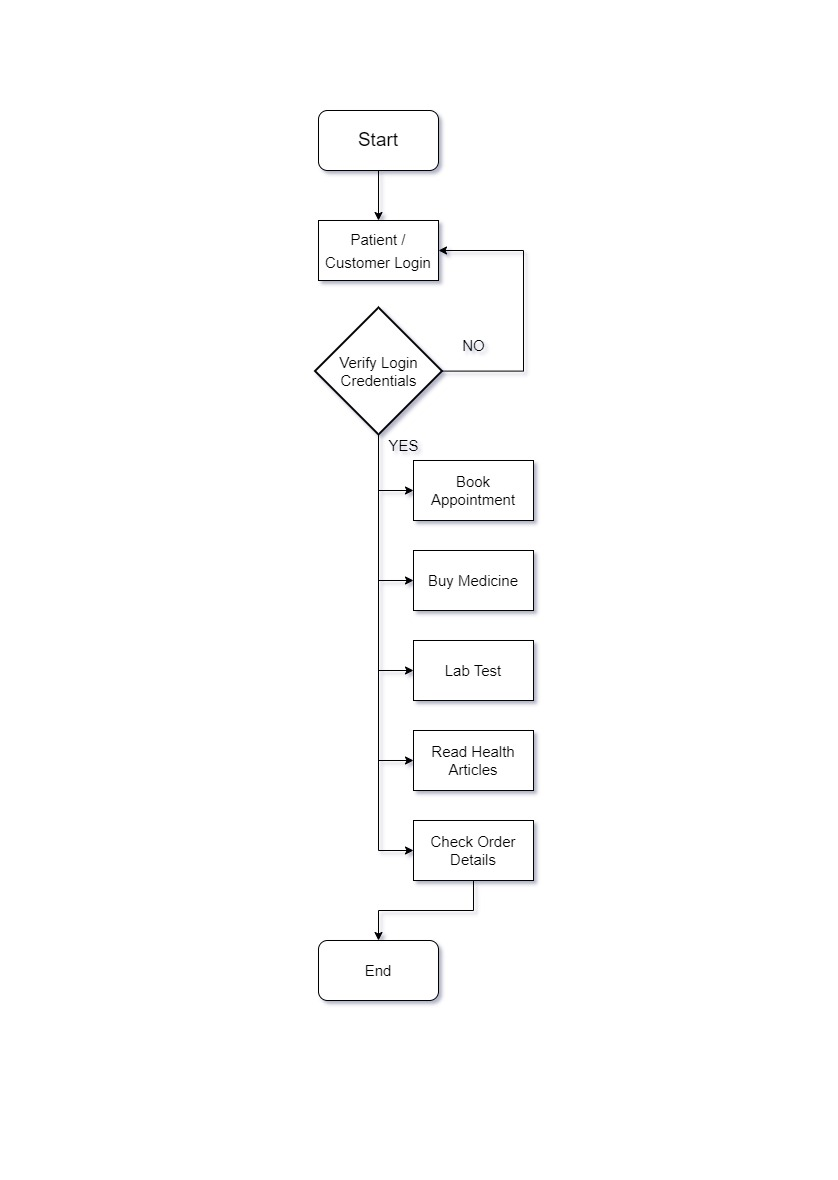 Start
Patient /
Customer Login
Verify Login
Credentials
NO
YES
Book
Appointment
Buy Medicine
Lab Test
Read Health
Articles
Check Order
Details
End